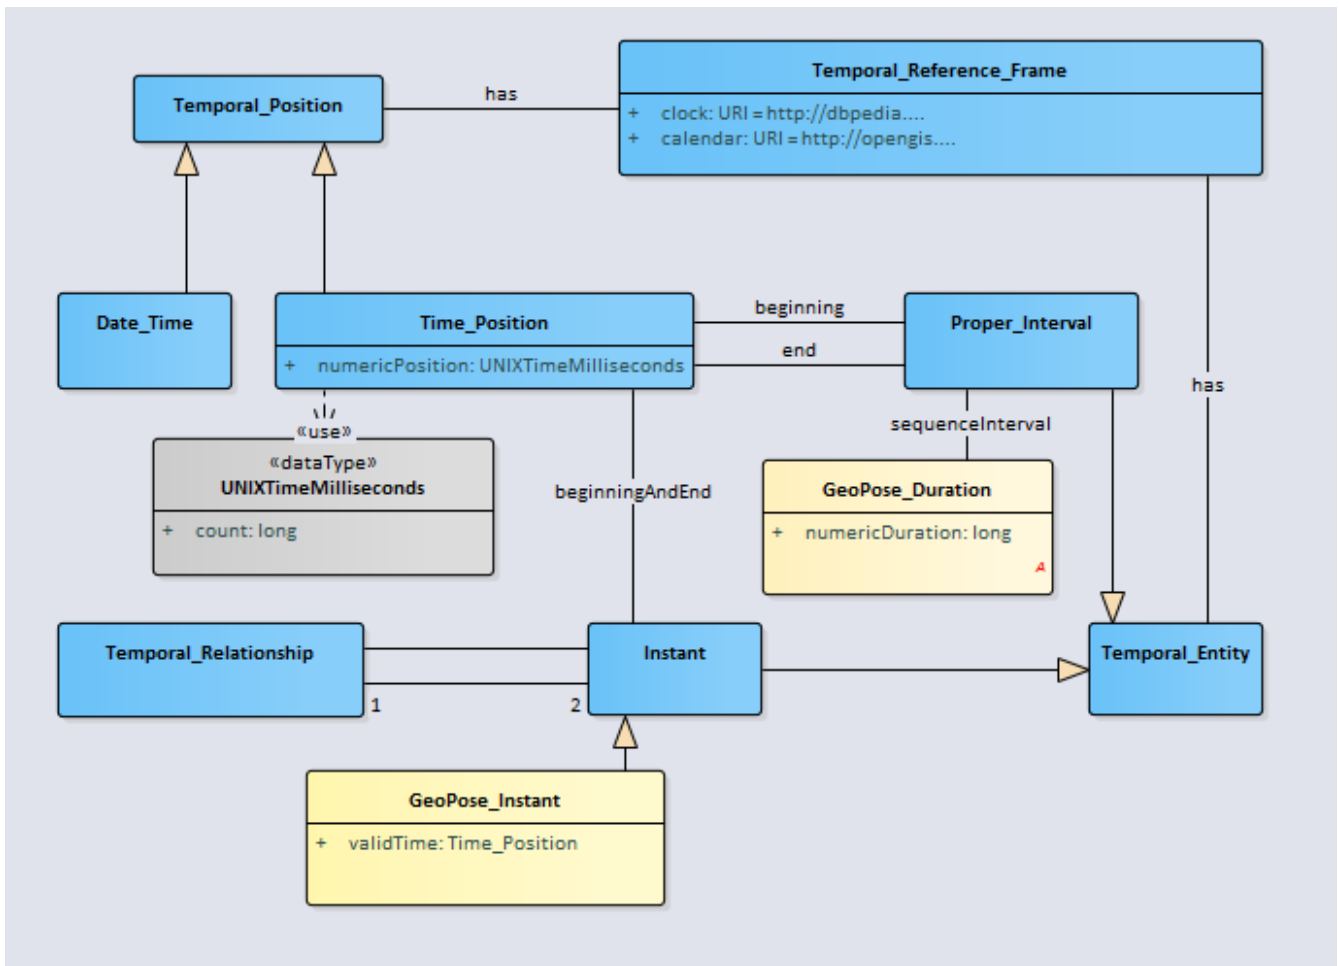 Temporal_Reference_Frame
+ clock: URI = http://dbpedia....
+ calendar: URI = http://opengis....
Temporal_Position
has
Date_Time
Time_Position
+ numericPosition: UNIXTimeMilliseconds
beginning
end
Proper_Interval
has
«use»
sequenceInterval
«dataType»
UNIXTimeMilliseconds
+ count: long
beginningAndEnd
GeoPose_Duration
+ numericDuration: long
A
Temporal_Relationship
1
2
Instant
Temporal_Entity
GeoPose_Instant
+ validTime: Time_Position